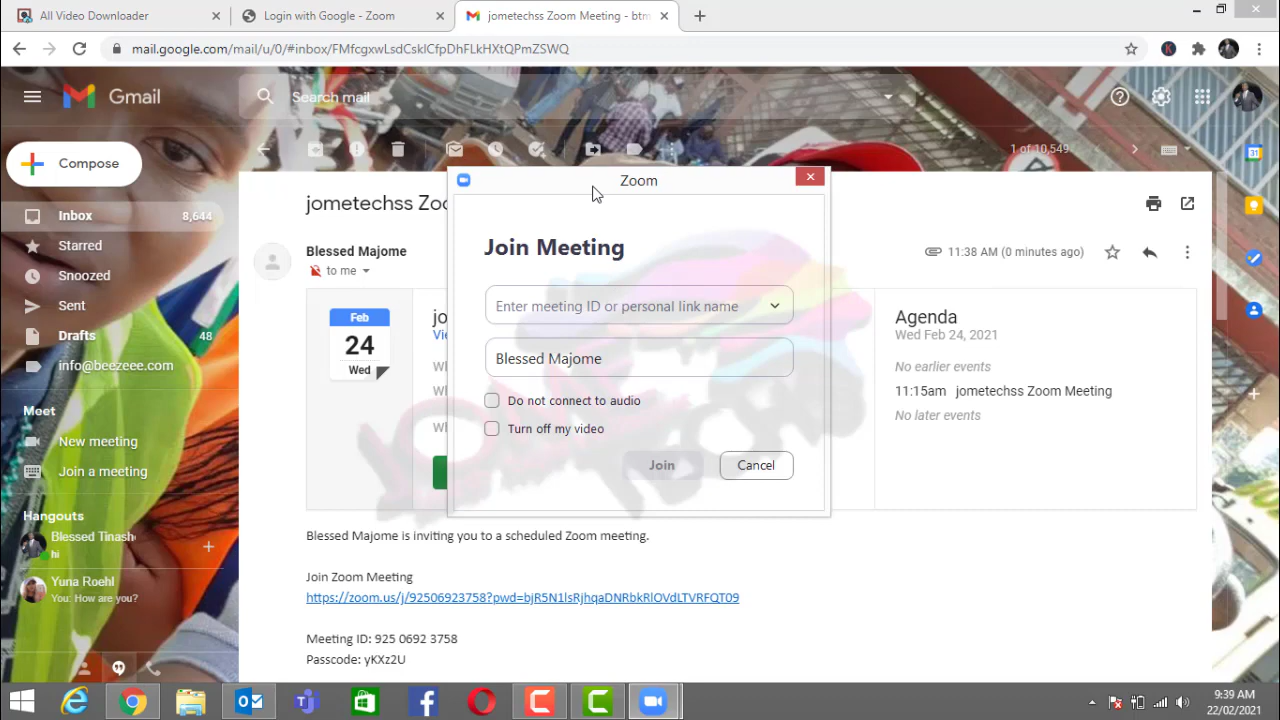 All Video Downloader
Login with Google - Zoom
jometechss Zoom Meeting - btm
mail.google.com/mail/u/0/#inbox/FMfcgxwLsdCsklCfpDhFLkHXtQPmZSWQ
Gmail
Search mail
Compose
1 of 10,549
Inbox 8,644
Starred
Snoozed
Sent
Drafts 48
info@beezeee.com
Meet
New meeting
Join a meeting
Hangouts
Blessed Tinash
hi
Yuna Roehl
You: How are you?
jometechss Zoo
Blessed Majome
to me
11:38 AM (0 minutes ago)
Feb
24
Wed
jo
Vie
Wh
Wh
Wh
Agenda
Wed Feb 24, 2021
No earlier events
11:15am jometechss Zoom Meeting
No later events
Zoom
Join Meeting
Enter meeting ID or personal link name
Blessed Majome
Do not connect to audio
Turn off my video
Join
Cancel
Blessed Majome is inviting you to a scheduled Zoom meeting.
Join Zoom Meeting
https://zoom.us/j/92506923758?pwd=bjR5N1lsRjhqaDNRbkRlOVdLTVRFQT09
Meeting ID: 925 0692 3758
Passcode: yKXz2U
9:39 AM
22/02/2021